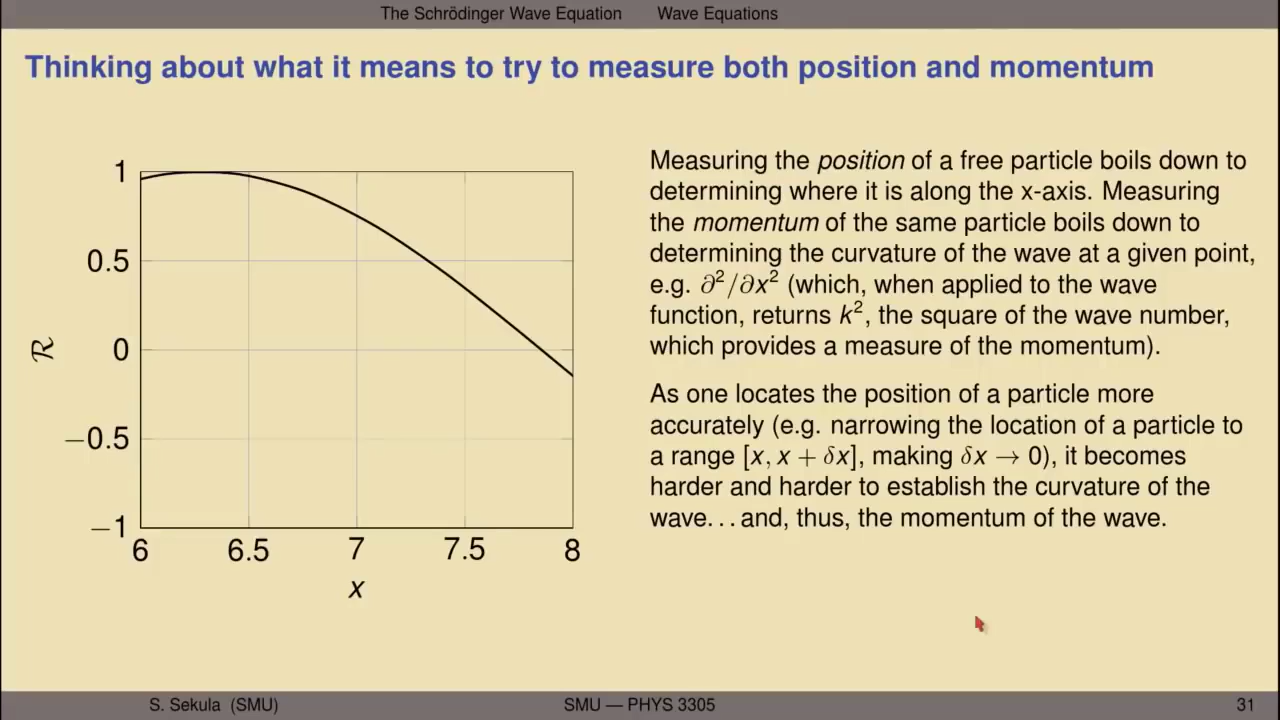 The Schrödinger Wave Equation Wave Equations
Thinking about what it means to try to measure both position and momentum
1
0.5
0
−0.5
−1
ℛ
6 6.5 7 7.5 8
x
Measuring the position of a free particle boils down to
determining where it is along the x-axis. Measuring
the momentum of the same particle boils down to
determining the curvature of the wave at a given point,
e.g. ∂²/∂x² (which, when applied to the wave
function, returns k², the square of the wave number,
which provides a measure of the momentum).
As one locates the position of a particle more
accurately (e.g. narrowing the location of a particle to
a range [x, x + δx], making δx → 0), it becomes
harder and harder to establish the curvature of the
wave...and, thus, the momentum of the wave.
S. Sekula (SMU) SMU — PHYS 3305 31